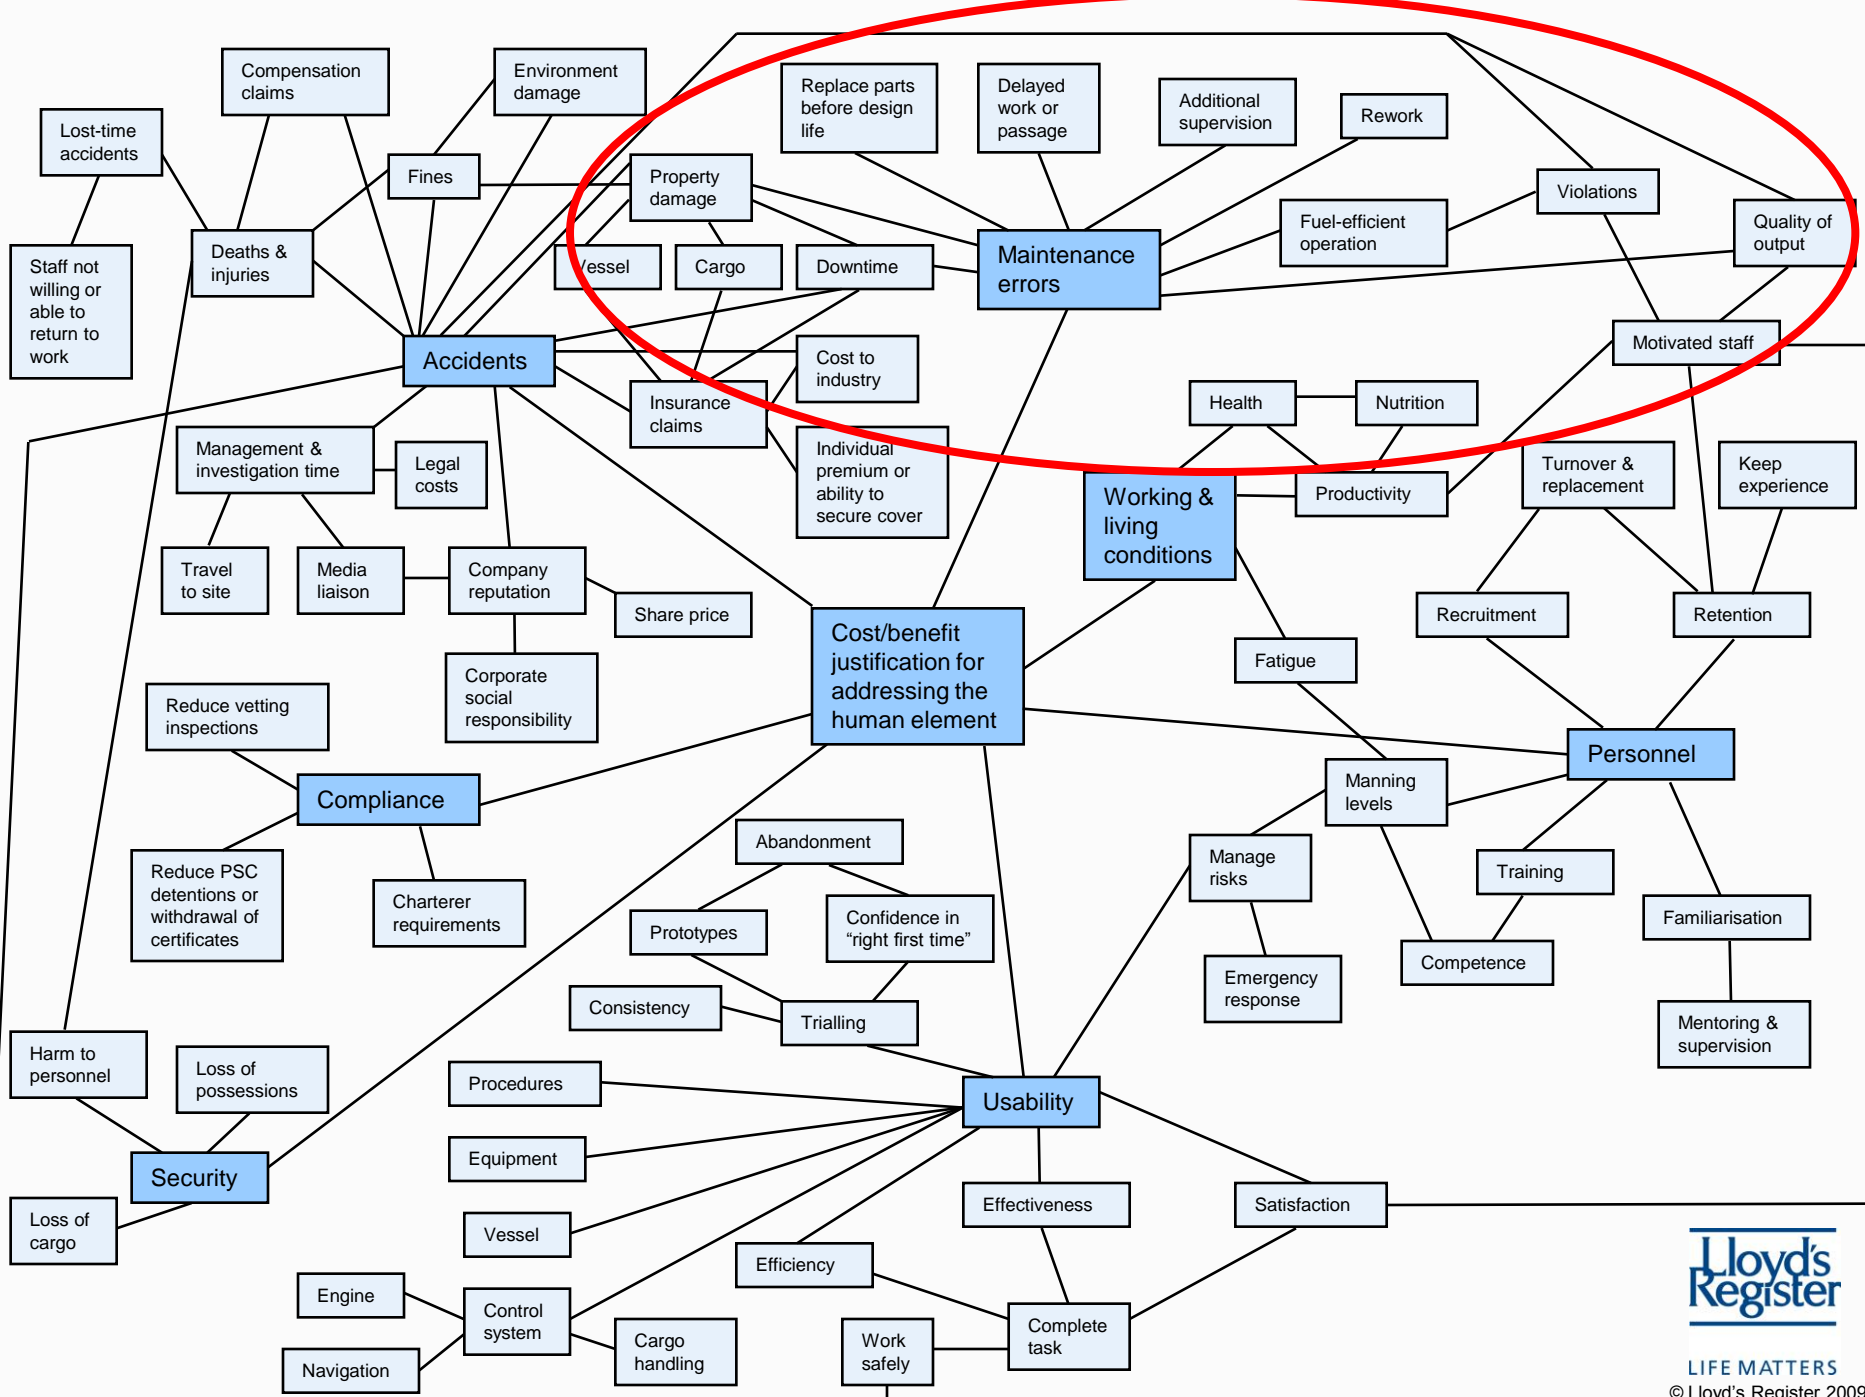 Compensation
claims
Environment
damage
Replace parts
before design
life
Delayed
work or
passage
Additional
supervision
Rework
Lost-time
accidents
Fines
Property
damage
Violations
Fuel-efficient
operation
Quality of
output
Staff not
willing or
able to
return to
work
Deaths &
injuries
Vessel
Cargo
Downtime
Maintenance
errors
Motivated staff
Accidents
Cost to
industry
Insurance
claims
Health
Nutrition
Management &
investigation time
Legal
costs
Individual
premium or
ability to
secure cover
Working &
living
conditions
Productivity
Turnover &
replacement
Keep
experience
Travel
to site
Media
liaison
Company
reputation
Share price
Recruitment
Retention
Cost/benefit
justification for
addressing the
human element
Fatigue
Corporate
social
responsibility
Reduce vetting
inspections
Personnel
Compliance
Manning
levels
Abandonment
Manage
risks
Training
Reduce PSC
detentions or
withdrawal of
certificates
Charterer
requirements
Prototypes
Confidence in
“right first time”
Familiarisation
Competence
Emergency
response
Consistency
Trialling
Mentoring &
supervision
Harm to
personnel
Loss of
possessions
Procedures
Usability
Equipment
Security
Effectiveness
Satisfaction
Loss of
cargo
Vessel
Efficiency
Engine
Control
system
Navigation
Cargo
handling
Work
safely
Complete
task
Lloyd's
Register
LIFE MATTERS
© Lloyd’s Register 2009